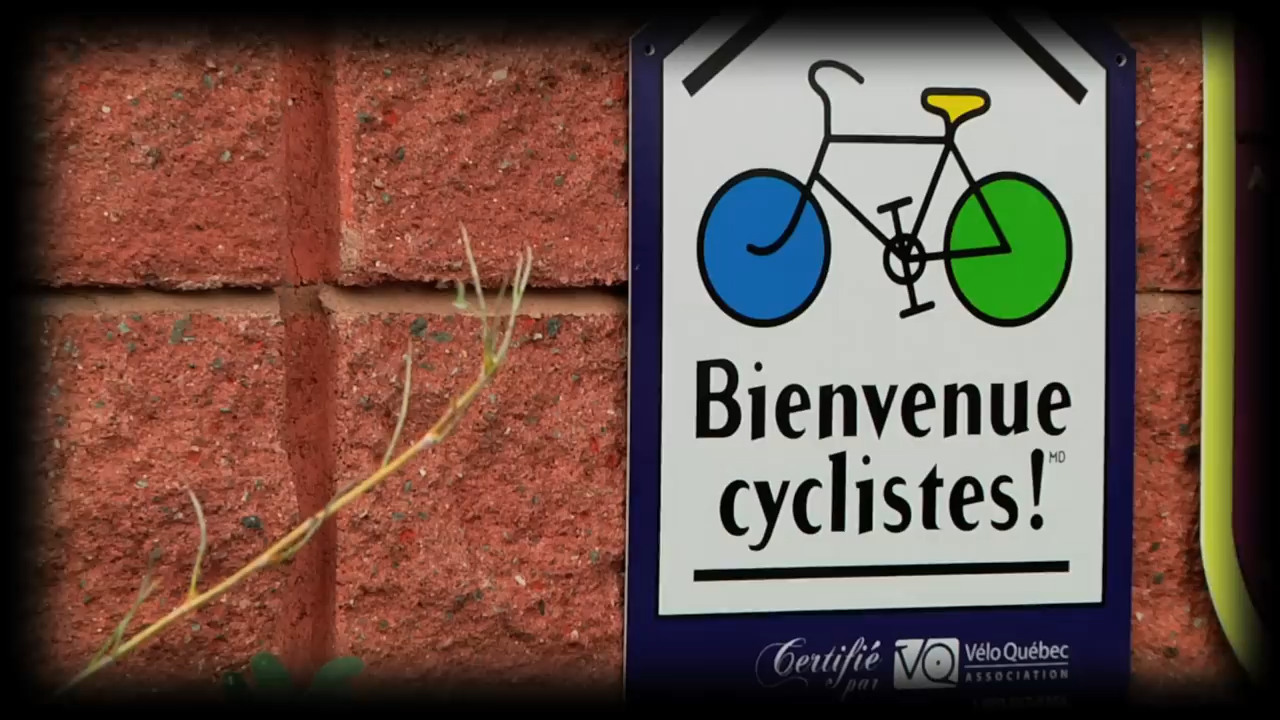 Bienvenue
cyclistes! MD
Certifié
par
VQ
Vélo Québec
ASSOCIATION